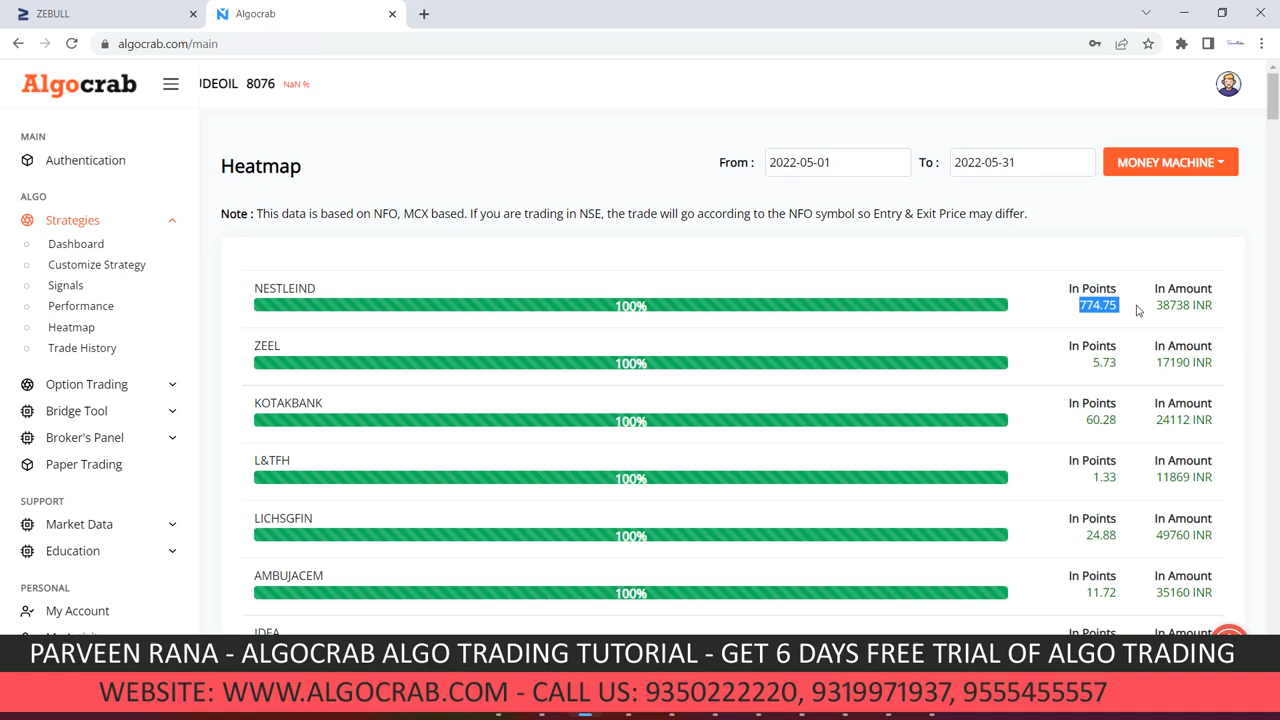 ZEBULL
Algocrab
algocrab.com/main
Algocrab
JDEOIL 8076 NaN %
MAIN
Authentication
ALGO
Strategies
Dashboard
Customize Strategy
Signals
Performance
Heatmap
Trade History
Option Trading
Bridge Tool
Broker's Panel
Paper Trading
SUPPORT
Market Data
Education
PERSONAL
My Account
Heatmap
From : 2022-05-01 To : 2022-05-31 MONEY MACHINE
Note : This data is based on NFO, MCX based. If you are trading in NSE, the trade will go according to the NFO symbol so Entry & Exit Price may differ.
NESTLEIND In Points In Amount
100% 774.75 38738 INR
ZEEL In Points In Amount
100% 5.73 17190 INR
KOTAKBANK In Points In Amount
100% 60.28 24112 INR
L&TFH In Points In Amount
100% 1.33 11869 INR
LICHSGFIN In Points In Amount
100% 24.88 49760 INR
AMBUJACEM In Points In Amount
100% 11.72 35160 INR
IDEA In Points In Amount
PARVEEN RANA - ALGOCRAB ALGO TRADING TUTORIAL - GET 6 DAYS FREE TRIAL OF ALGO TRADING
WEBSITE: WWW.ALGOCRAB.COM - CALL US: 9350222220, 9319971937, 9555455557